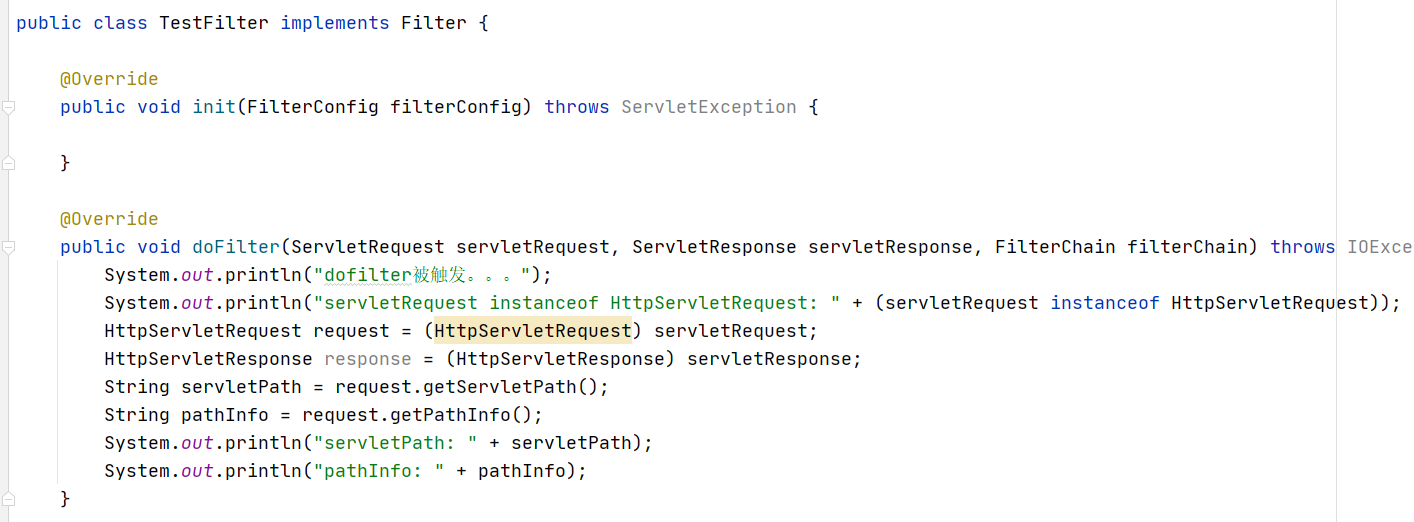 public class TestFilter implements Filter {
@Override
public void init(FilterConfig filterConfig) throws ServletException {
}
@Override
public void doFilter(ServletRequest servletRequest, ServletResponse servletResponse, FilterChain filterChain) throws IOExce
System.out.println("dofilter被触发。。。");
System.out.println("servletRequest instanceof HttpServletRequest: " + (servletRequest instanceof HttpServletRequest));
HttpServletRequest request = (HttpServletRequest) servletRequest;
HttpServletResponse response = (HttpServletResponse) servletResponse;
String servletPath = request.getServletPath();
String pathInfo = request.getPathInfo();
System.out.println("servletPath: " + servletPath);
System.out.println("pathInfo: " + pathInfo);
}